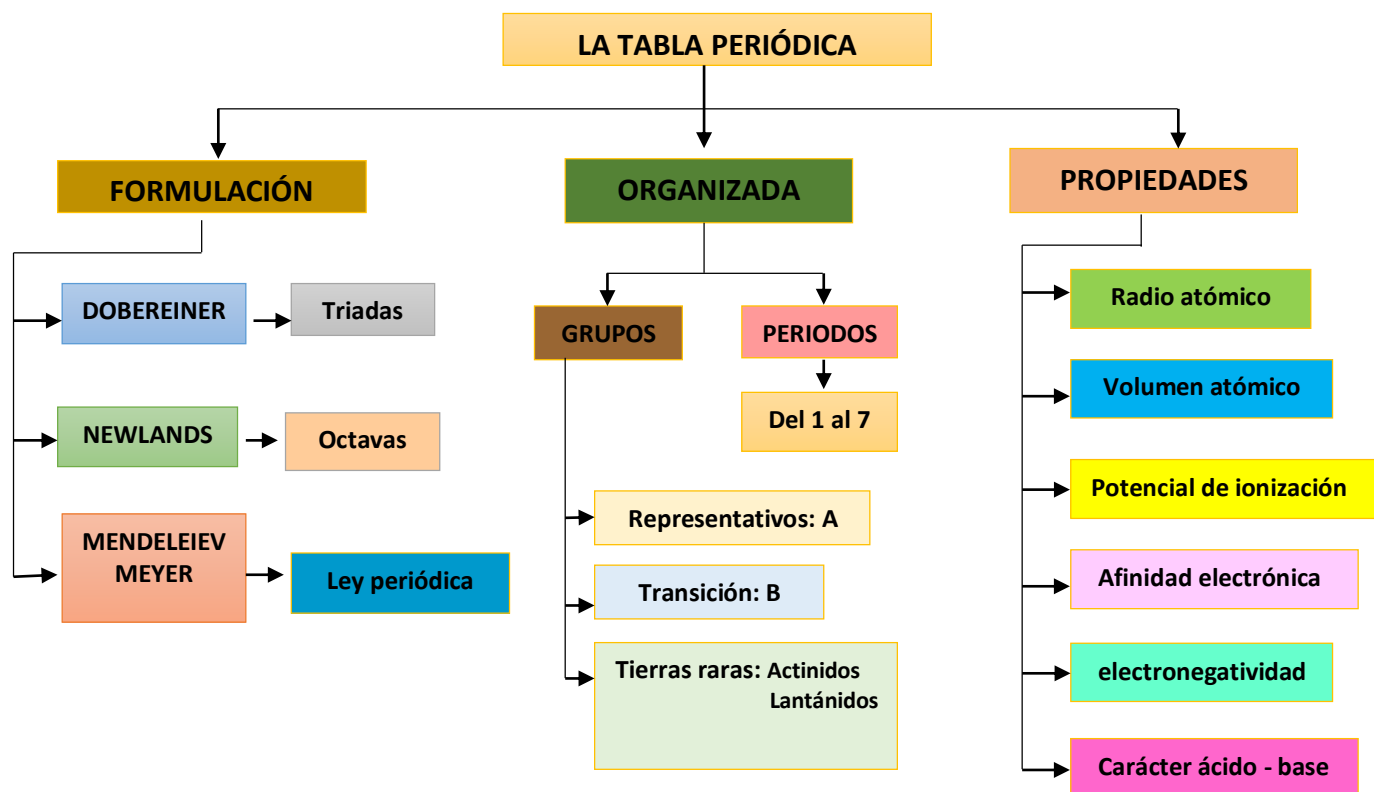 LA TABLA PERIÓDICA
FORMULACIÓN
DOBEREINER
Triadas
NEWLANDS
Octavas
MENDELEIEV
MEYER
Ley periódica
ORGANIZADA
GRUPOS
PERIODOS
Del 1 al 7
Representativos: A
Transición: B
Tierras raras: Actinidos
Lantánidos
PROPIEDADES
Radio atómico
Volumen atómico
Potencial de ionización
Afinidad electrónica
electronegatividad
Carácter ácido - base